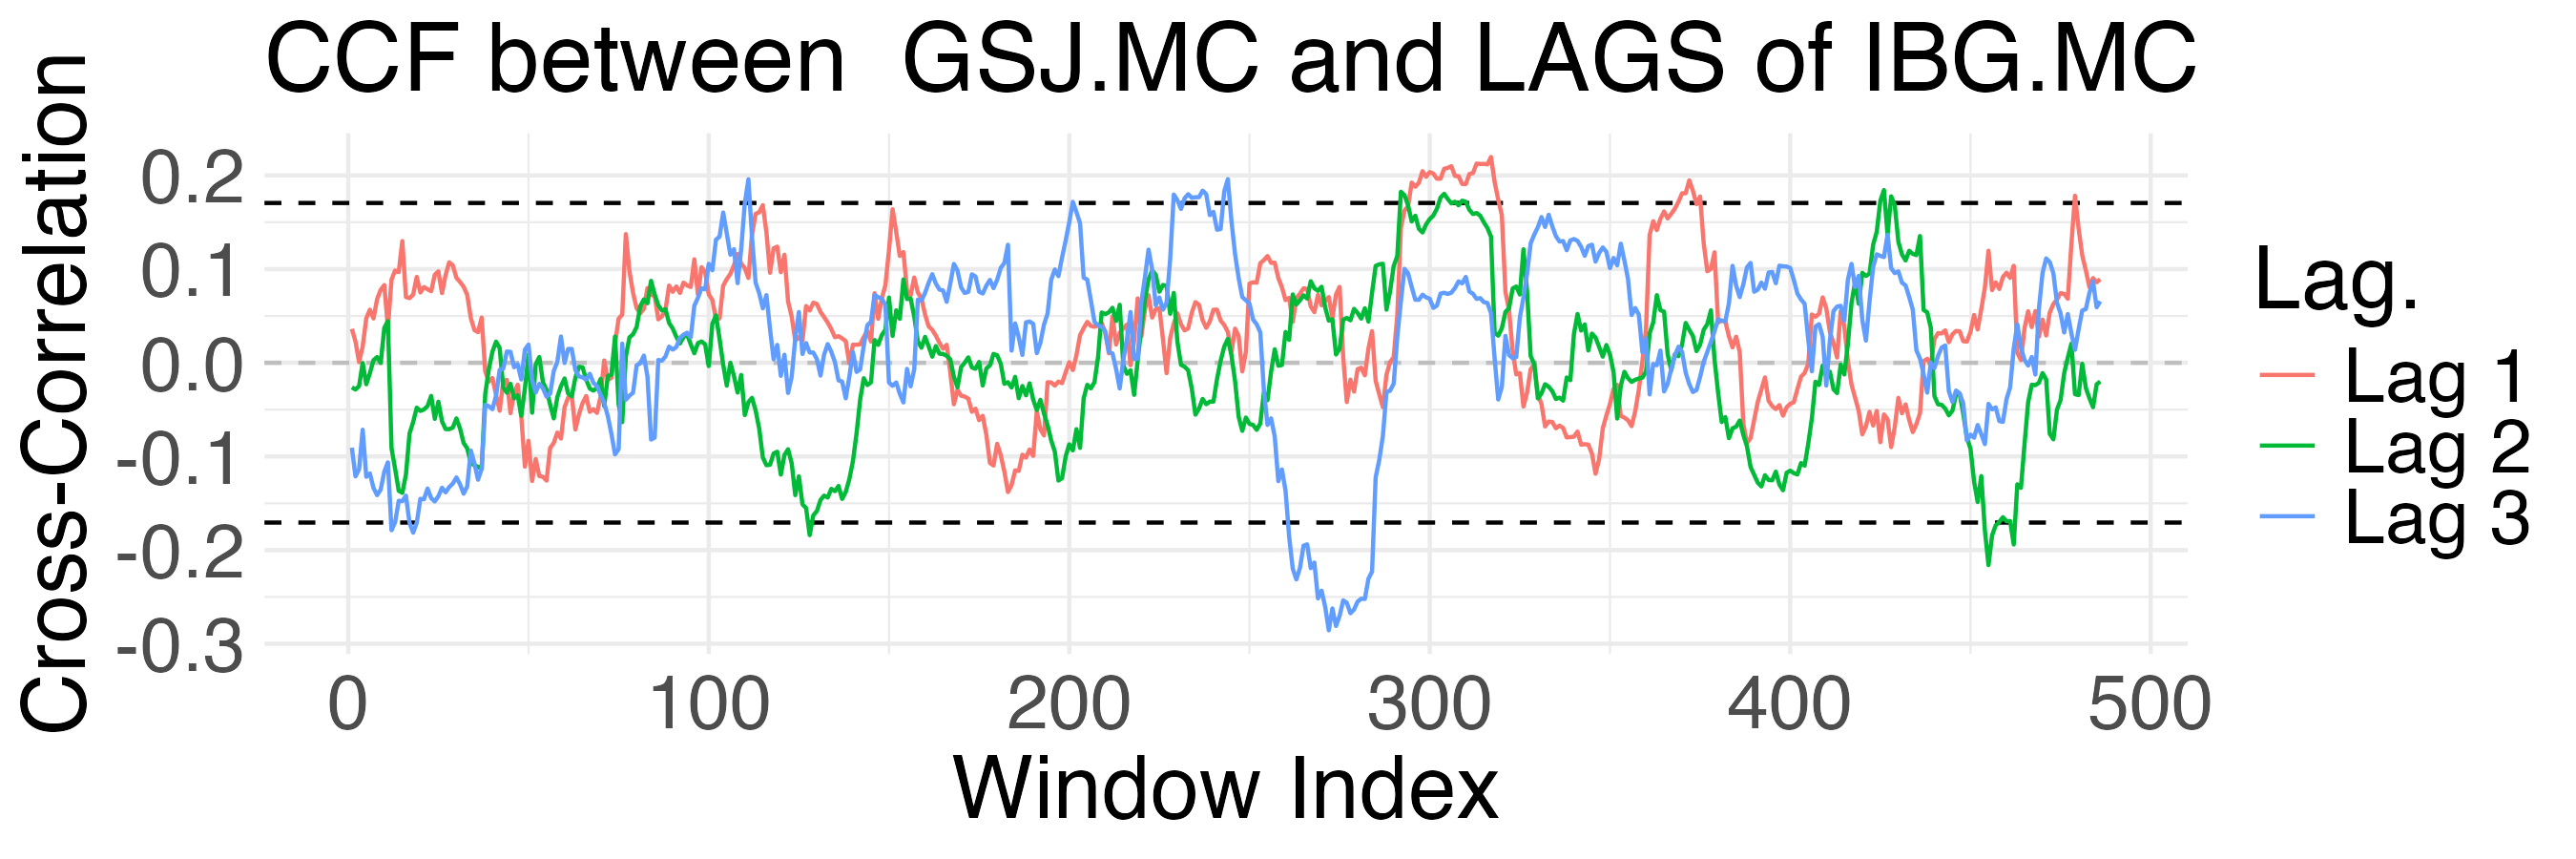 CCF between  GSJ.MC and LAGS of IBG.MC
Cross-Correlation
0.2
0.1
0.0
-0.1
-0.2
-0.3
0 100 200 300 400 500
Window Index
Lag.
Lag 1
Lag 2
Lag 3